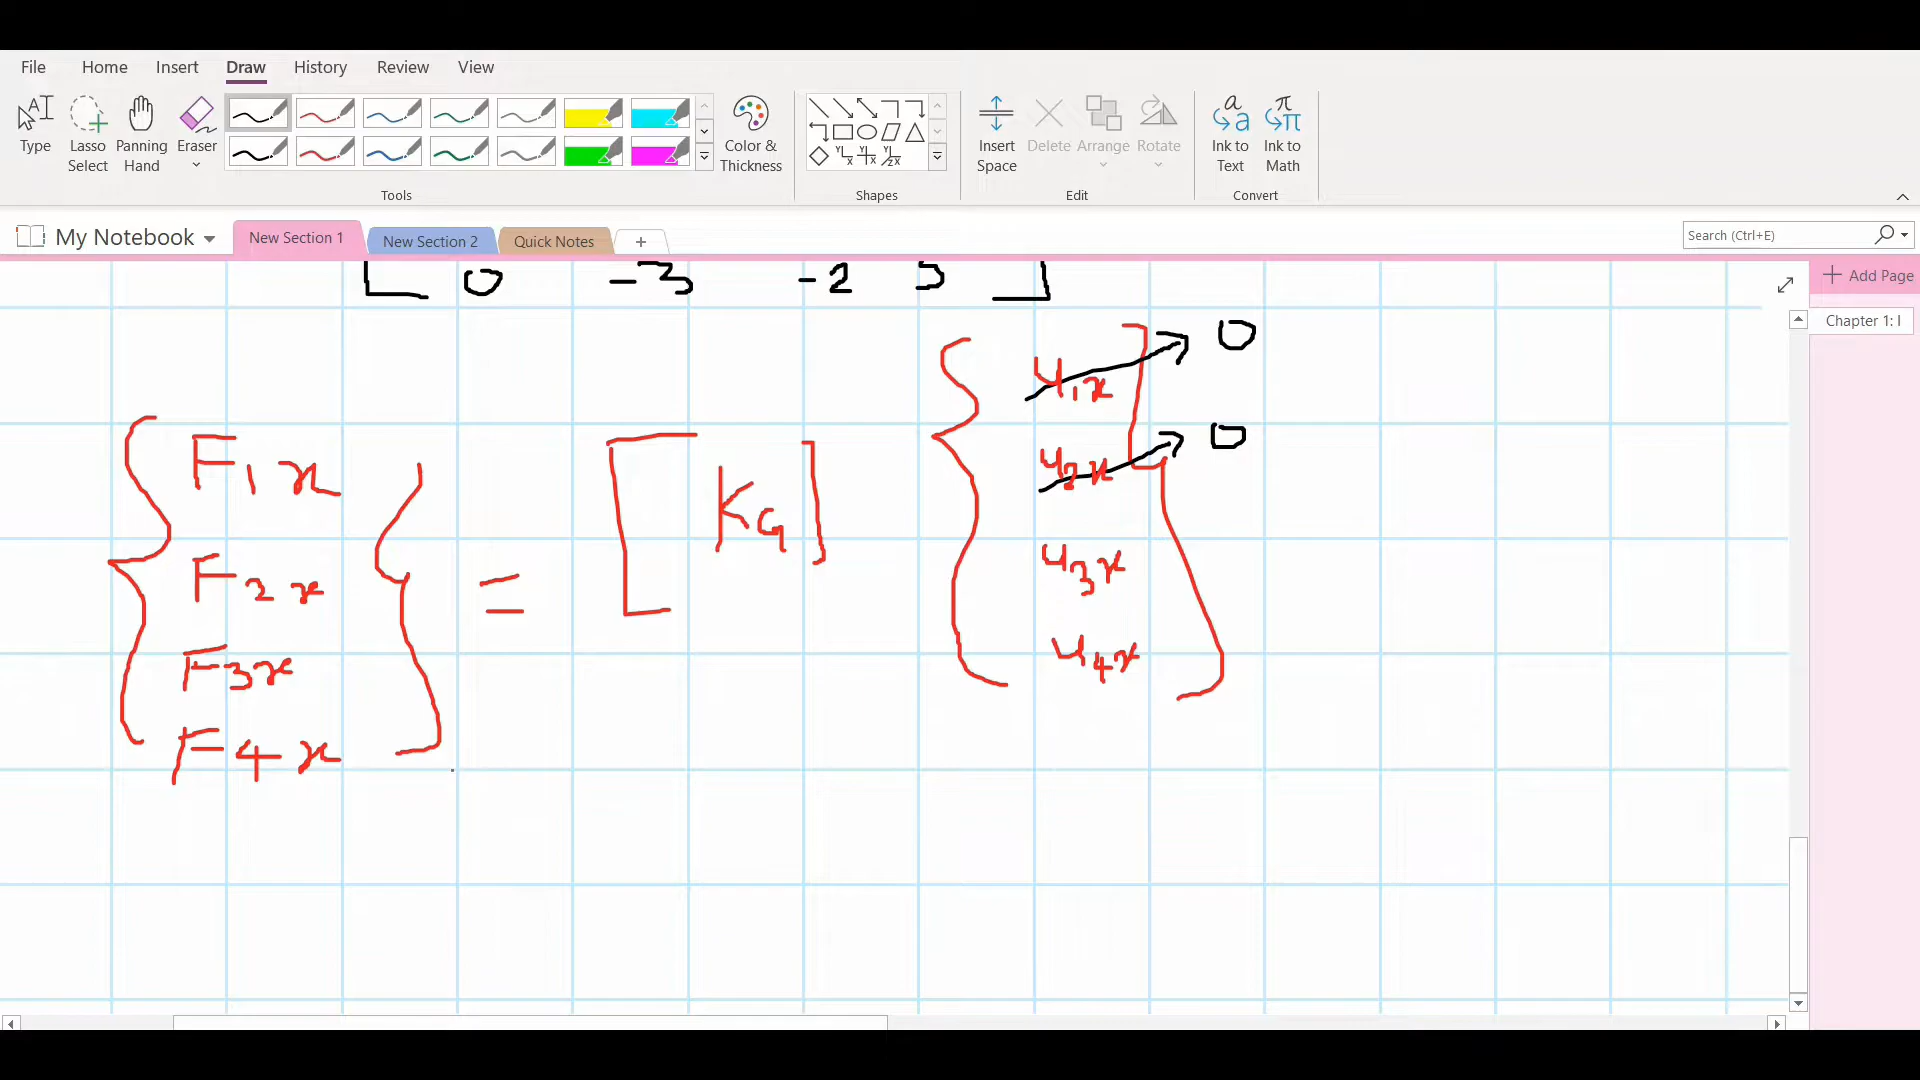 File Home Insert Draw History Review View
Type Lasso Select Panning Hand Eraser Color & Thickness Insert Space Delete Arrange Rotate Ink to Text Ink to Math
Tools Shapes Edit Convert
My Notebook New Section 1 New Section 2 Quick Notes + Search (Ctrl+E)
Add Page
Chapter 1: I
0 -3 -2 5
u1x 0
u2x 0
u3x
u4x
F1x
F2x = [KG]
F3x
F4x